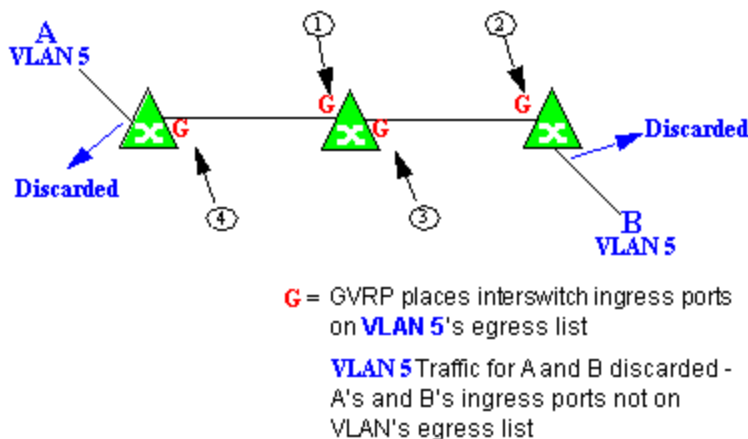 A
VLAN 5
1
2
G
G
G
G
Discarded
Discarded
4
3
B
VLAN 5
G = GVRP places interswitch ingress ports
on VLAN 5's egress list
VLAN 5 Traffic for A and B discarded -
A's and B's ingress ports not on
VLAN's egress list